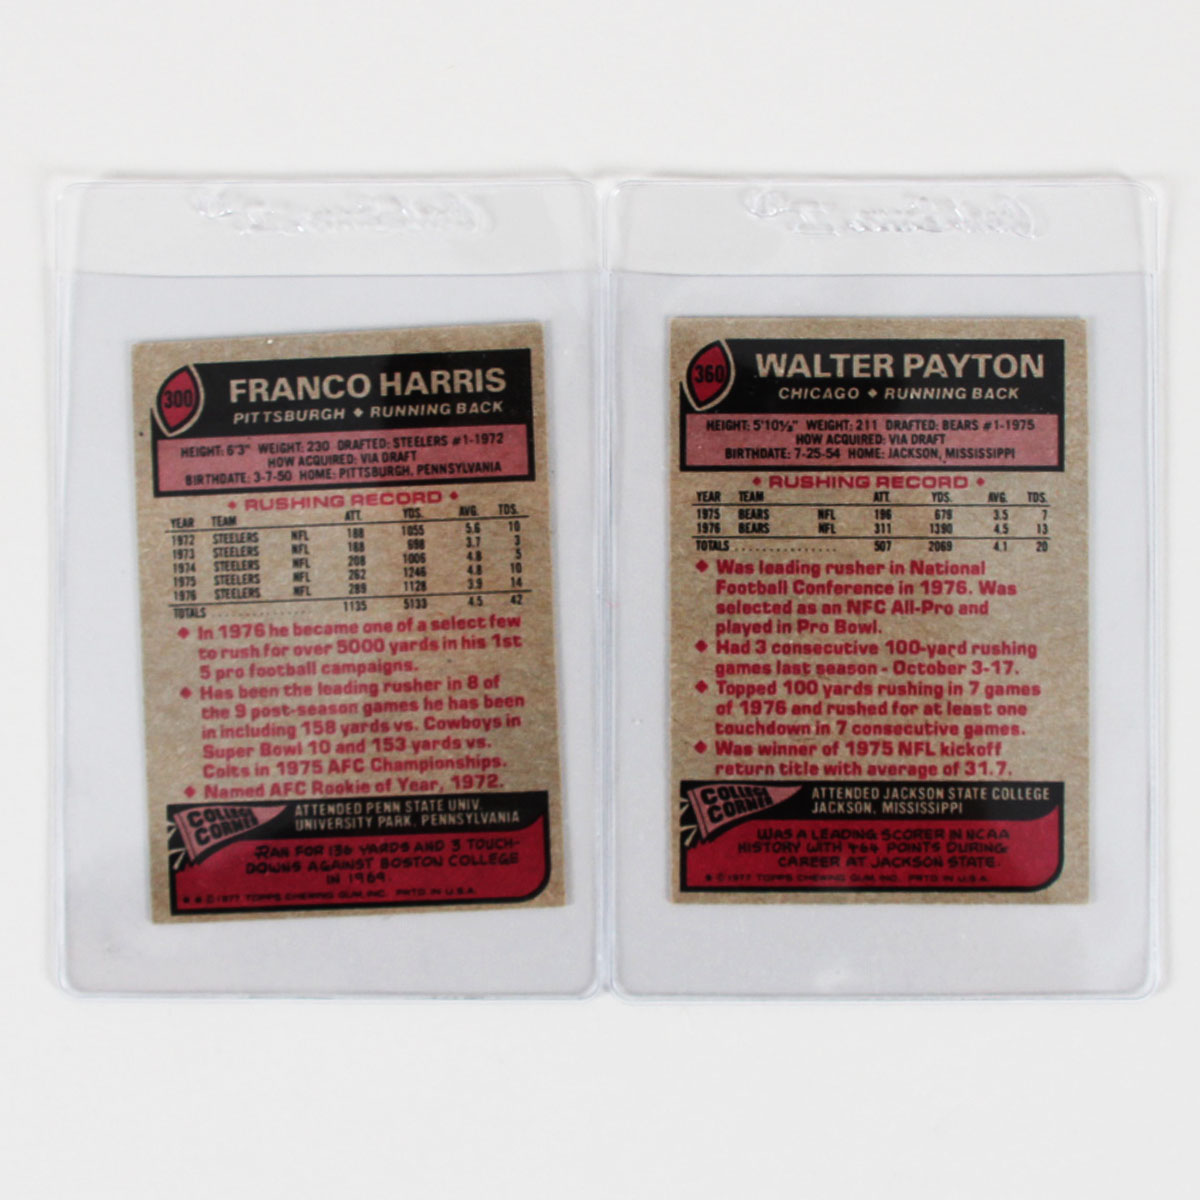 300
FRANCO HARRIS
PITTSBURGH ♦ RUNNING BACK
HEIGHT: 6'3" WEIGHT: 230 DRAFTED: STEELERS #1-1972
HOW ACQUIRED: VIA DRAFT
BIRTHDATE: 3-7-50 HOME: PITTSBURGH, PENNSYLVANIA
♦ RUSHING RECORD ♦
YEAR TEAM ATT. YDS. AVG. TDS.
1972 STEELERS NFL 188 1055 5.6 10
1973 STEELERS NFL 188 698 3.7 3
1974 STEELERS NFL 208 1006 4.8 5
1975 STEELERS NFL 262 1246 4.8 10
1976 STEELERS NFL 289 1128 3.9 14
TOTALS 1135 5133 4.5 42
♦ In 1976 he became one of a select few
to rush for over 5000 yards in his 1st
5 pro football campaigns.
♦ Has been the leading rusher in 8 of
the 9 post-season games he has been
in including 158 yards vs. Cowboys in
Super Bowl 10 and 153 yards vs.
Colts in 1975 AFC Championships.
♦ Named AFC Rookie of Year, 1972.
COLLEGE
CORNER
ATTENDED PENN STATE UNIV.
UNIVERSITY PARK, PENNSYLVANIA
RAN FOR 136 YARDS AND 3 TOUCH-
DOWNS AGAINST BOSTON COLLEGE
IN 1969.
* * © 1977 TOPPS CHEWING GUM, INC. PRTD. IN U.S.A.
360
WALTER PAYTON
CHICAGO ♦ RUNNING BACK
HEIGHT: 5'10½" WEIGHT: 211 DRAFTED: BEARS #1-1975
HOW ACQUIRED: VIA DRAFT
BIRTHDATE: 7-25-54 HOME: JACKSON, MISSISSIPPI
♦ RUSHING RECORD ♦
YEAR TEAM ATT. YDS. AVG. TDS.
1975 BEARS NFL 196 679 3.5 7
1976 BEARS NFL 311 1390 4.5 13
TOTALS 507 2069 4.1 20
♦ Was leading rusher in National
Football Conference in 1976. Was
selected as an NFC All-Pro and
played in Pro Bowl.
♦ Had 3 consecutive 100-yard rushing
games last season - October 3-17.
♦ Topped 100 yards rushing in 7 games
of 1976 and rushed for at least one
touchdown in 7 consecutive games.
♦ Was winner of 1975 NFL kickoff
return title with average of 31.7.
COLLEGE
CORNER
ATTENDED JACKSON STATE COLLEGE
JACKSON, MISSISSIPPI
WAS A LEADING SCORER IN NCAA
HISTORY WITH 464 POINTS DURING
CAREER AT JACKSON STATE.
* © 1977 TOPPS CHEWING GUM, INC. PRTD. IN U.S.A.